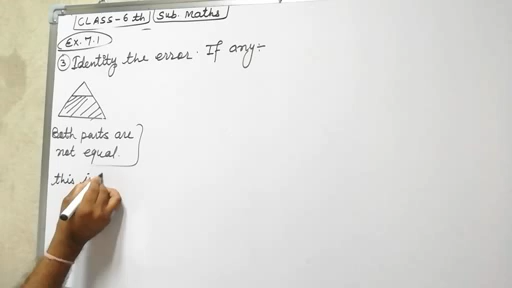 CLASS-6th Sub. Maths
Ex. 7.1
③ Identity the error. If any÷
Both parts are
not equal.
this is